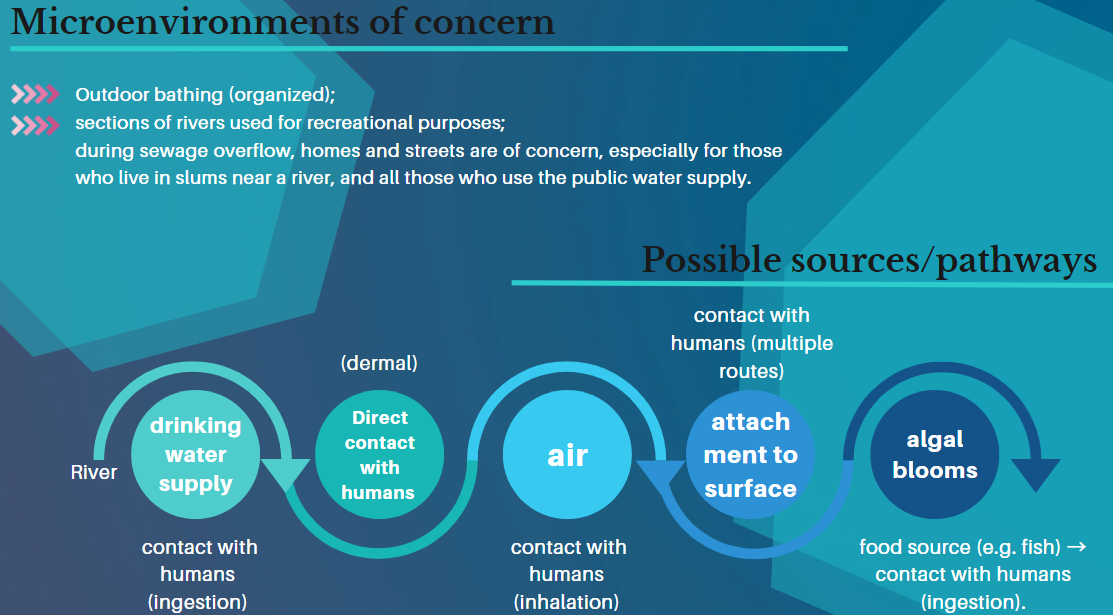 Microenvironments of concern
Outdoor bathing (organized);
sections of rivers used for recreational purposes;
during sewage overflow, homes and streets are of concern, especially for those
who live in slums near a river, and all those who use the public water supply.
Possible sources/pathways
River
drinking
water
supply
contact with
humans
(ingestion)
(dermal)
Direct
contact
with
humans
air
contact with
humans
(inhalation)
contact with
humans (multiple
routes)
attach
ment to
surface
algal
blooms
food source (e.g. fish) →
contact with humans
(ingestion).